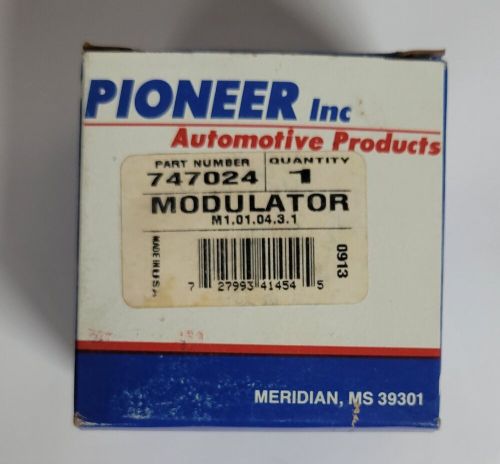 PIONEER Inc
Automotive Products
PART NUMBER QUANTITY
747024 1
MODULATOR
M1.01.04.3.1
MADE IN U.S.A.
0913
7 27993 41454 5
MERIDIAN, MS 39301